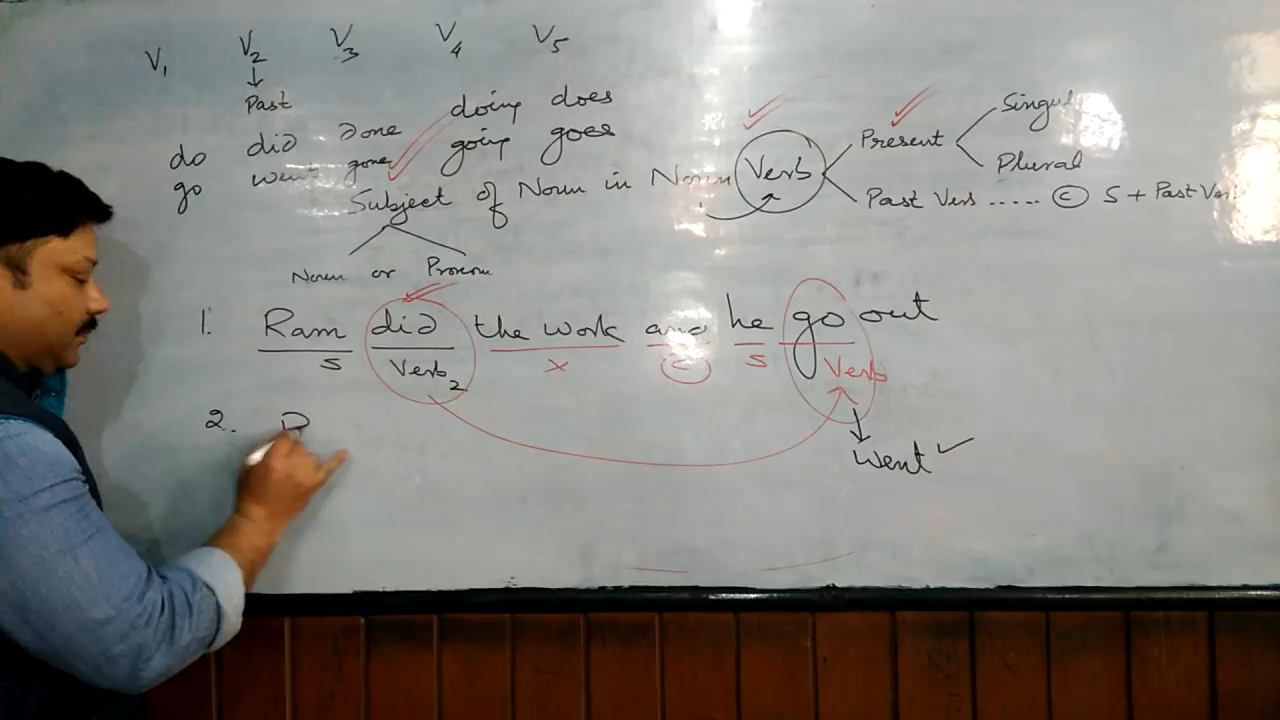 V1 V2 V3 V4 V5
Past
do did done doing does
go went gone going goes
Subject of Noun in Noun Verb
Present
Plural
Past Verb ..... C S + Past
Noun or Pronoun
1. Ram did the work and he go out
S Verb2 x C S Verb
Went ✓
2. R